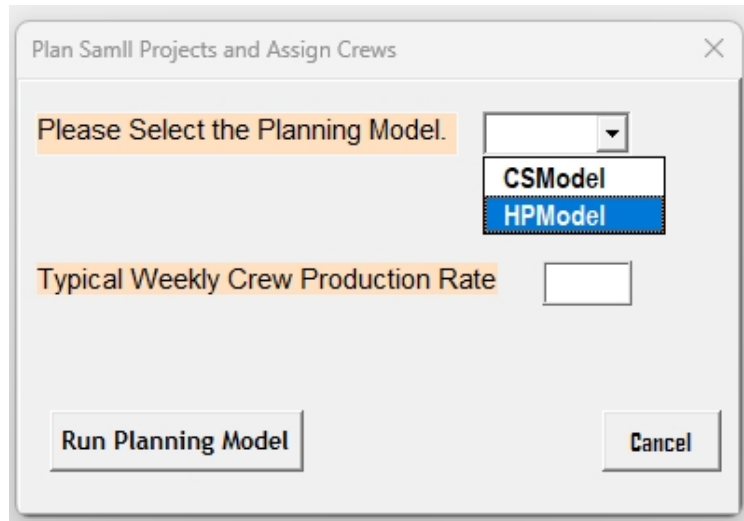 Plan Samll Projects and Assign Crews
Please Select the Planning Model.
CSModel
HPModel
Typical Weekly Crew Production Rate
Run Planning Model
Cancel